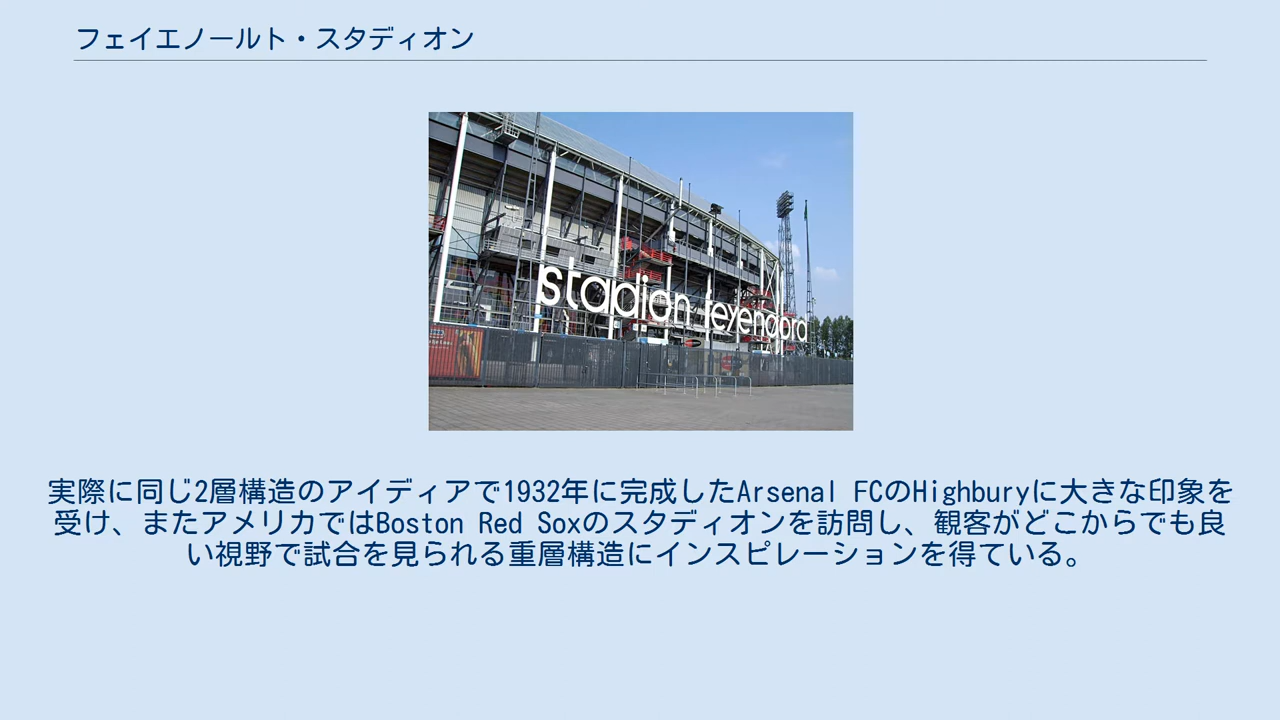 フェイエノールト・スタディオン
stadion feyenoord
実際に同じ2層構造のアイディアで1932年に完成したArsenal FCのHighburyに大きな印象を
受け、またアメリカではBoston Red Soxのスタディオンを訪問し、観客がどこからでも良
い視野で試合を見られる重層構造にインスピレーションを得ている。